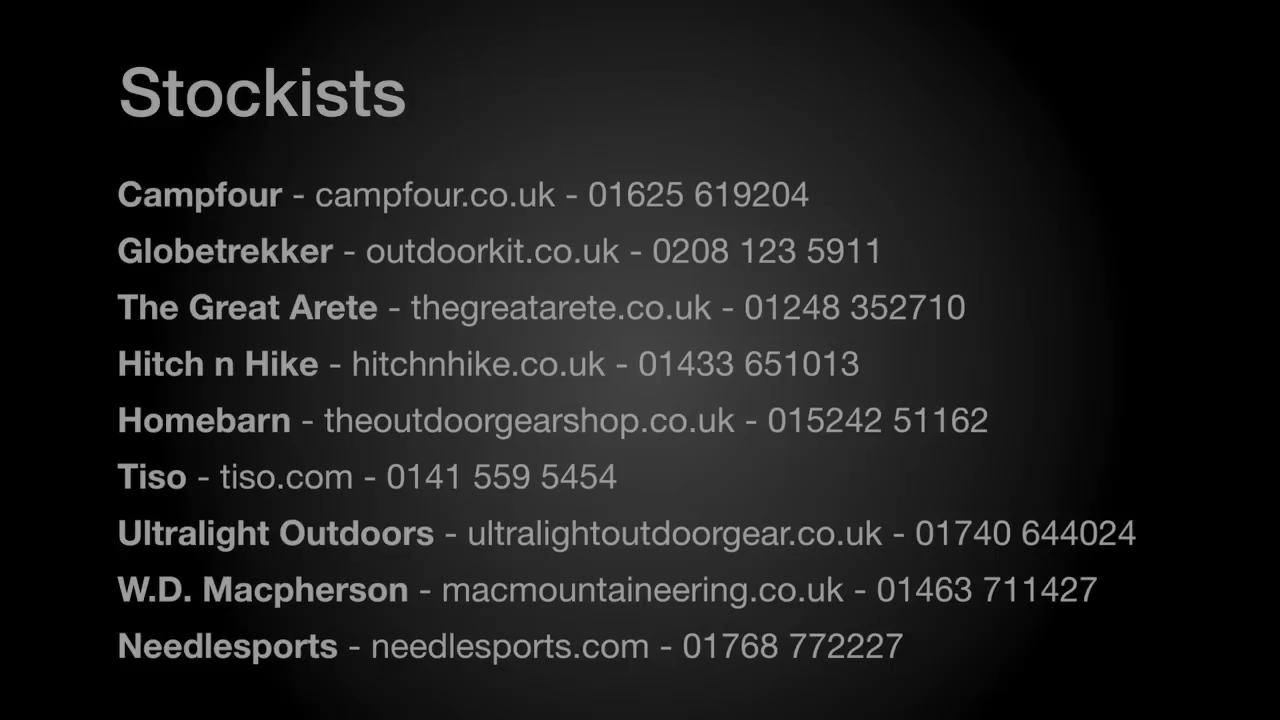 Stockists
Campfour - campfour.co.uk - 01625 619204
Globetrekker - outdoorkit.co.uk - 0208 123 5911
The Great Arete - thegreatarete.co.uk - 01248 352710
Hitch n Hike - hitchnhike.co.uk - 01433 651013
Homebarn - theoutdoorgearshop.co.uk - 015242 51162
Tiso - tiso.com - 0141 559 5454
Ultralight Outdoors - ultralightoutdoorgear.co.uk - 01740 644024
W.D. Macpherson - macmountaineering.co.uk - 01463 711427
Needlesports - needlesports.com - 01768 772227